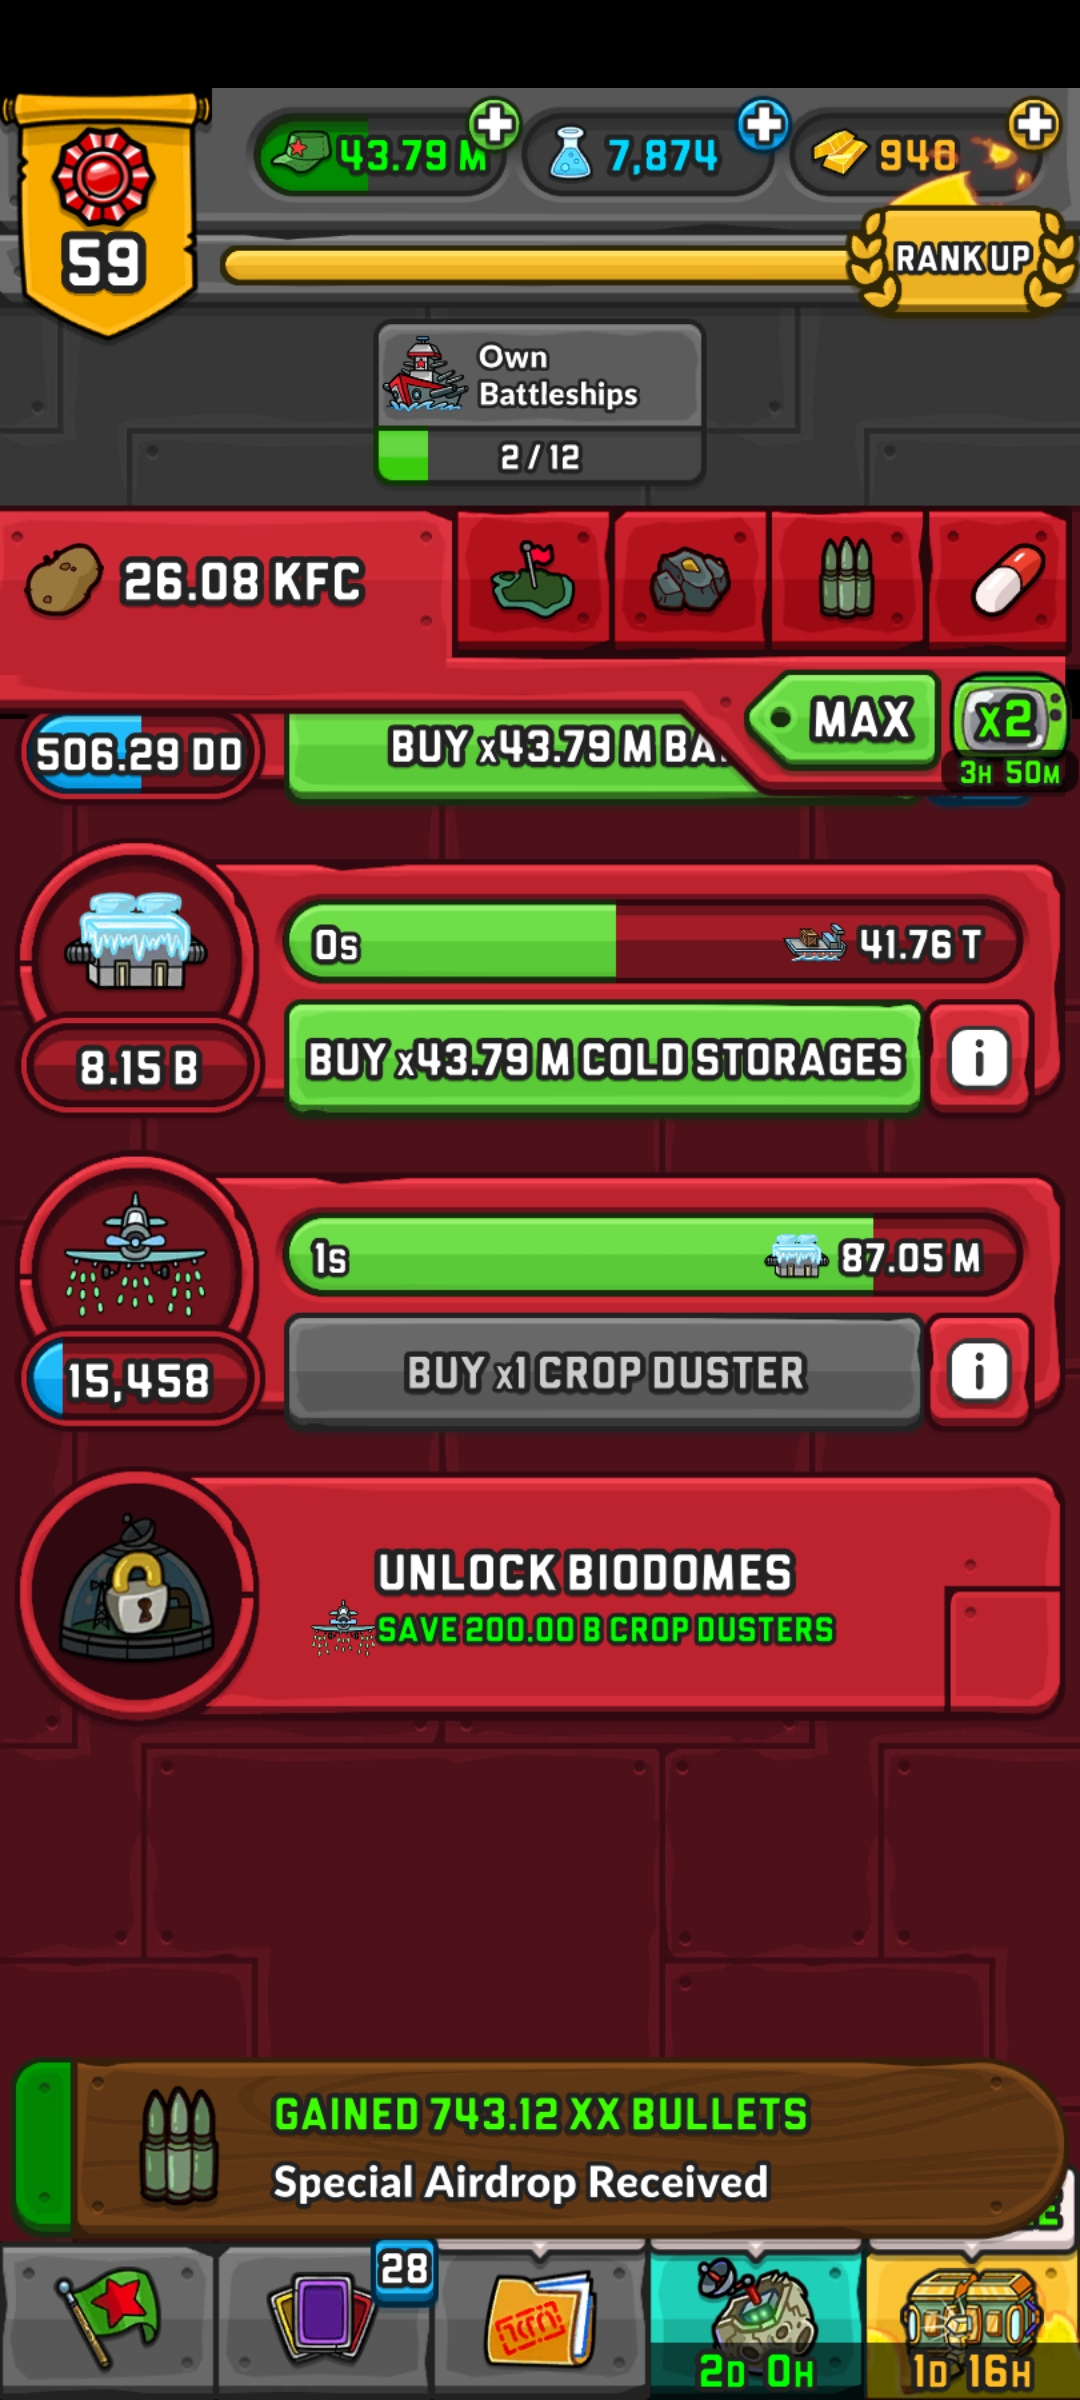 43.79 M
7,874
940
59
RANK UP
Own
Battleships
2 / 12
26.08 KFC
MAX
x2
3H 50M
506.29 DD
BUY x43.79 M BA
0s
41.76 T
8.15 B
BUY x43.79 M COLD STORAGES
i
1s
87.05 M
15,458
BUY x1 CROP DUSTER
i
UNLOCK BIODOMES
SAVE 200.00 B CROP DUSTERS
GAINED 743.12 XX BULLETS
Special Airdrop Received
28
2D 0H
1D 16H